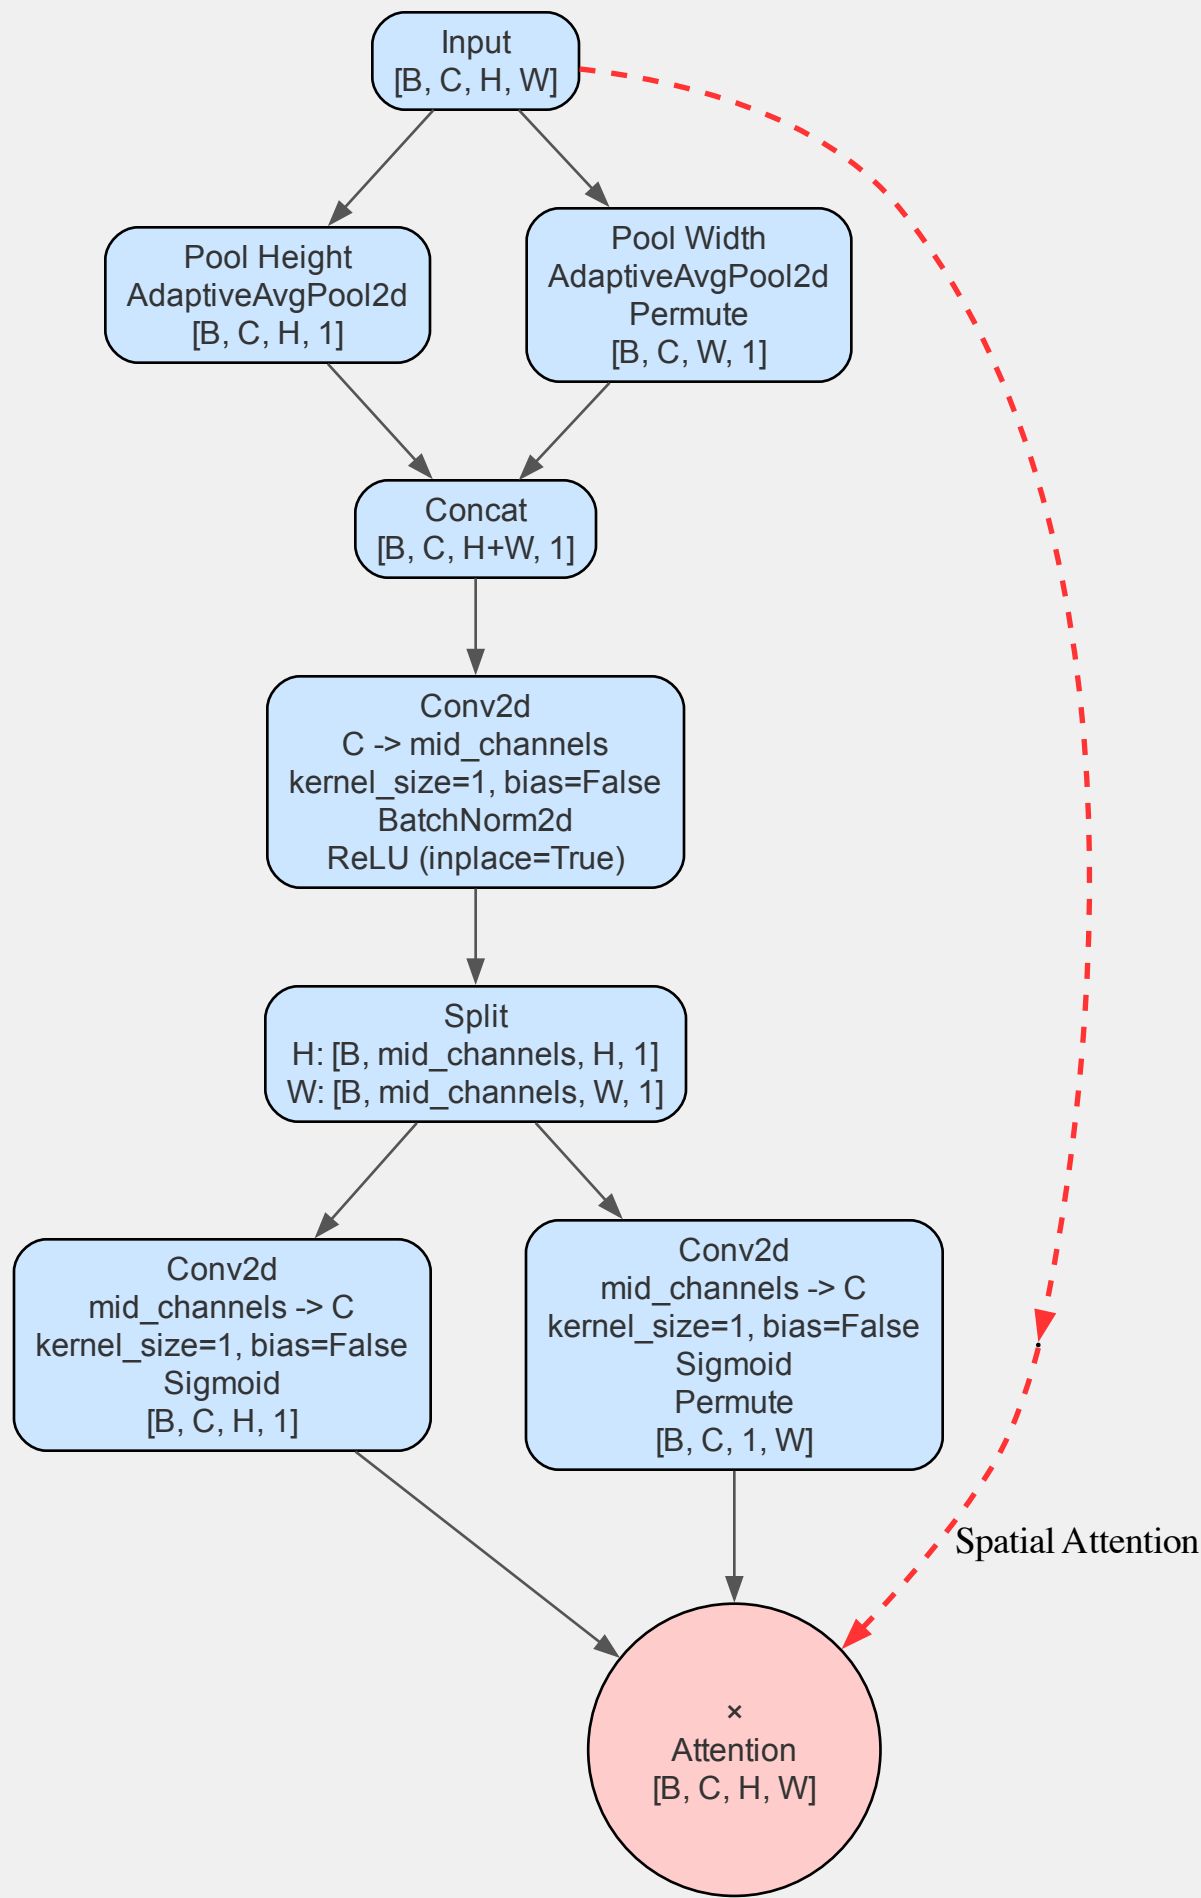 Input
[B, C, H, W]
Pool Height
AdaptiveAvgPool2d
[B, C, H, 1]
Pool Width
AdaptiveAvgPool2d
Permute
[B, C, W, 1]
Concat
[B, C, H+W, 1]
Conv2d
C -> mid_channels
kernel_size=1, bias=False
BatchNorm2d
ReLU (inplace=True)
Split
H: [B, mid_channels, H, 1]
W: [B, mid_channels, W, 1]
Conv2d
mid_channels -> C
kernel_size=1, bias=False
Sigmoid
[B, C, H, 1]
Conv2d
mid_channels -> C
kernel_size=1, bias=False
Sigmoid
Permute
[B, C, 1, W]
Spatial Attention
×
Attention
[B, C, H, W]